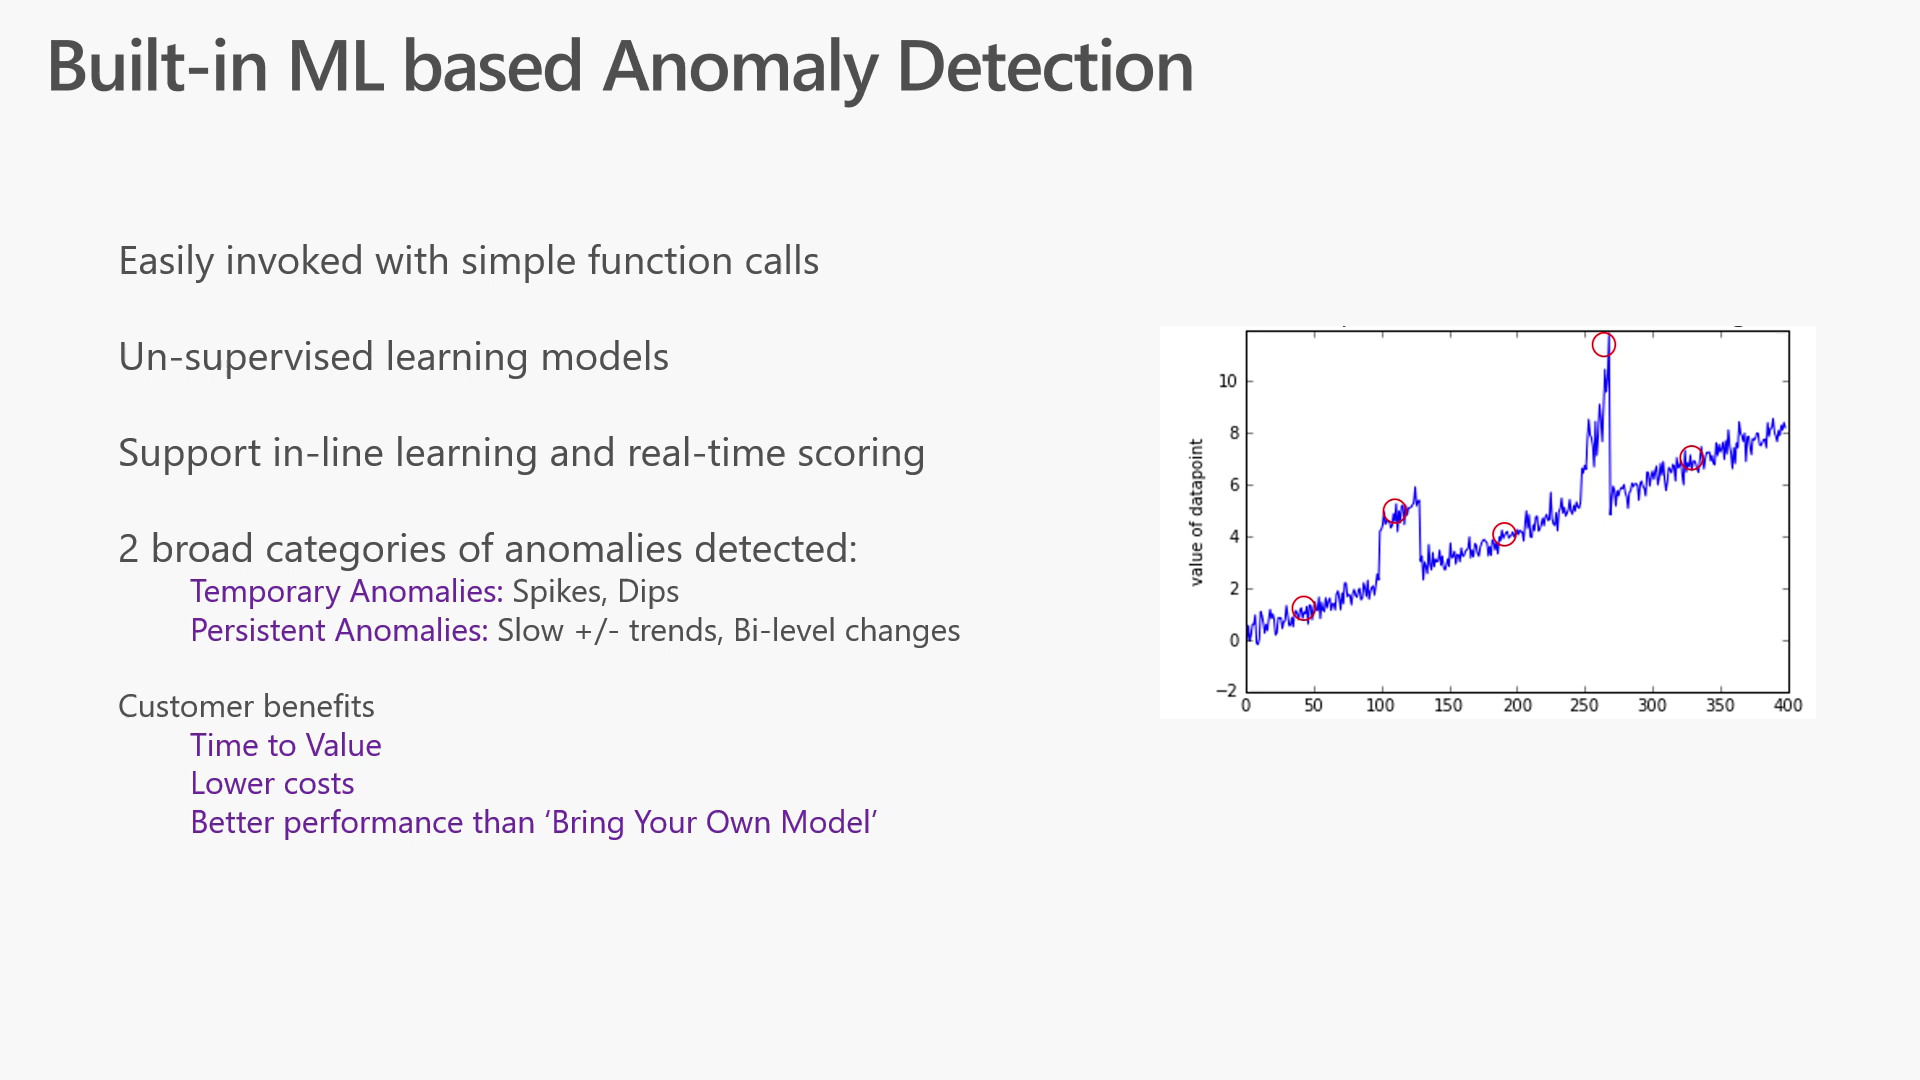 Built-in ML based Anomaly Detection
Easily invoked with simple function calls
Un-supervised learning models
Support in-line learning and real-time scoring
2 broad categories of anomalies detected:
Temporary Anomalies: Spikes, Dips
Persistent Anomalies: Slow +/- trends, Bi-level changes
Customer benefits
Time to Value
Lower costs
Better performance than ‘Bring Your Own Model’
value of datapoint
10
8
6
4
2
0
−2
0 50 100 150 200 250 300 350 400